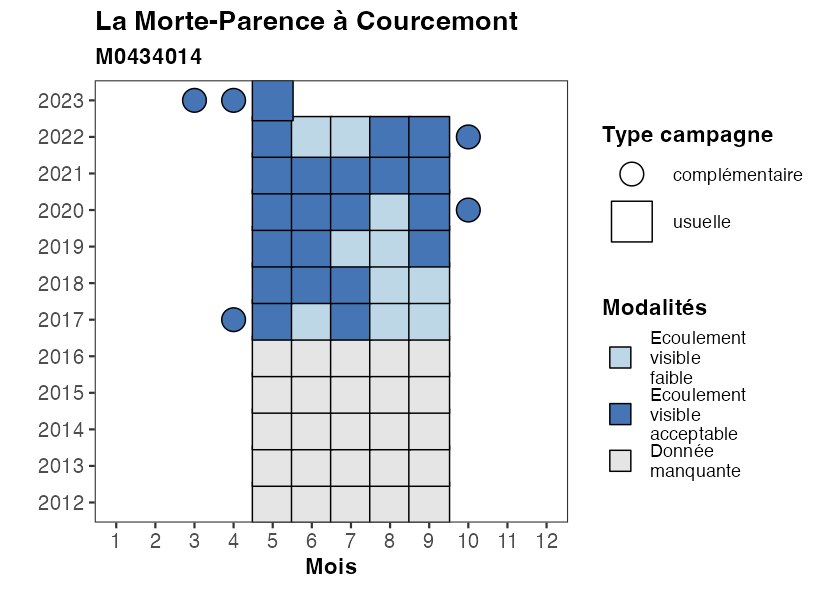 La Morte-Parence à Courcemont
M0434014
2023
2022
2021
2020
2019
2018
2017
2016
2015
2014
2013
2012
1 2 3 4 5 6 7 8 9 10 11 12
Mois
Type campagne
complémentaire
usuelle
Modalités
Ecoulement
visible
faible
Ecoulement
visible
acceptable
Donnée
manquante